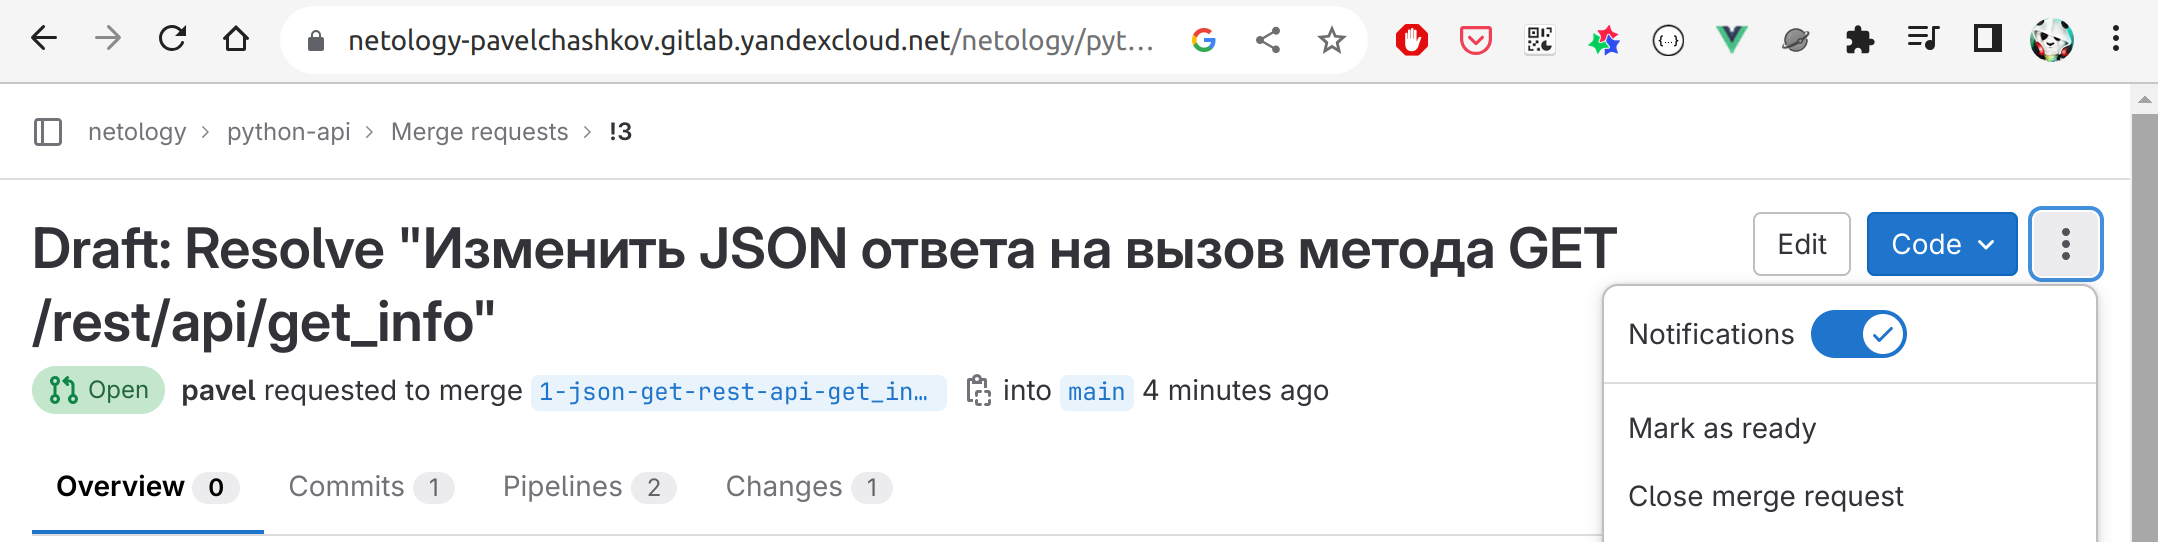 netology-pavelchashkov.gitlab.yandexcloud.net/netology/pyt...
netology > python-api > Merge requests > !3
Draft: Resolve "Изменить JSON ответа на вызов метода GET
/rest/api/get_info"
Edit
Code
Notifications
Open pavel requested to merge 1-json-get-rest-api-get_in… into main 4 minutes ago
Mark as ready
Overview 0 Commits 1 Pipelines 2 Changes 1
Close merge request